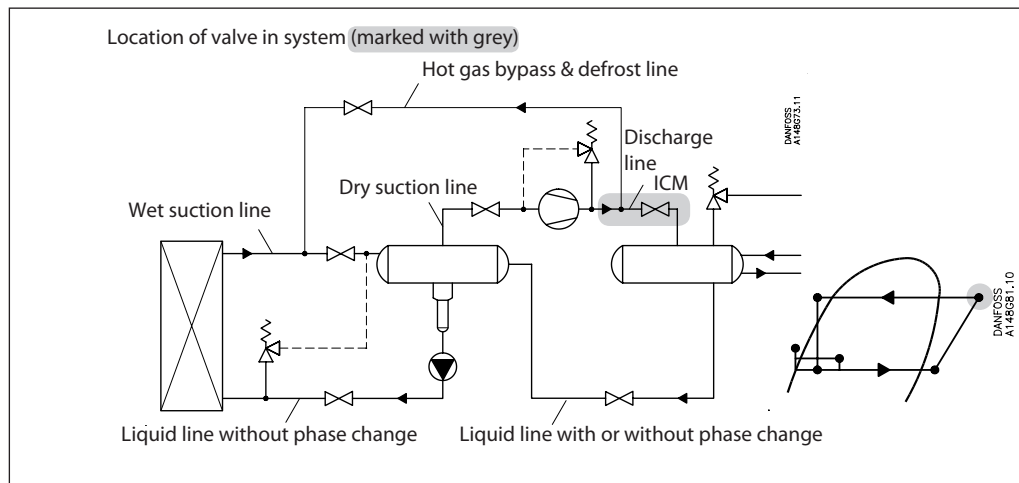 Location of valve in system (marked with grey)
Hot gas bypass & defrost line
DANFOSS
A148G73.11
Discharge
line
ICM
Dry suction line
Wet suction line
DANFOSS
A148G81.10
Liquid line without phase change
Liquid line with or without phase change